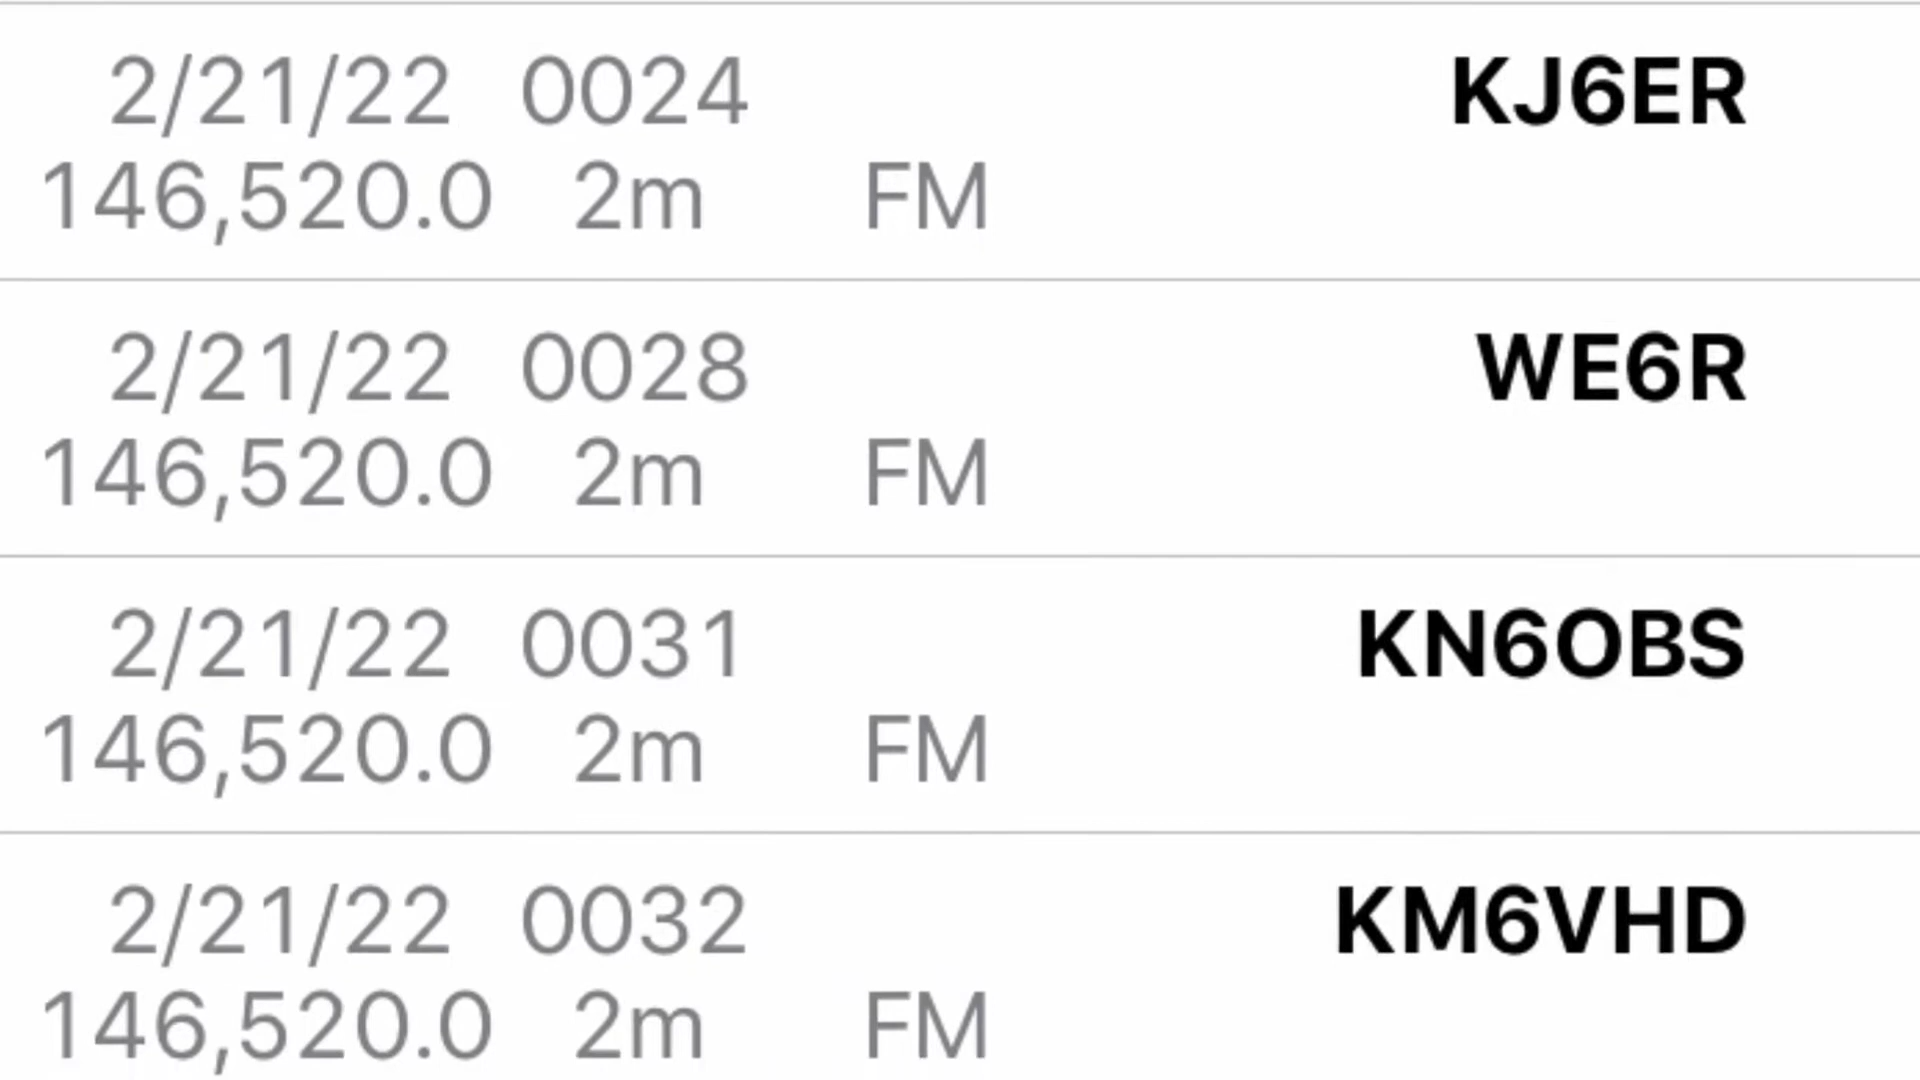 2/21/22 0024 KJ6ER
146,520.0 2m FM
2/21/22 0028 WE6R
146,520.0 2m FM
2/21/22 0031 KN6OBS
146,520.0 2m FM
2/21/22 0032 KM6VHD
146,520.0 2m FM